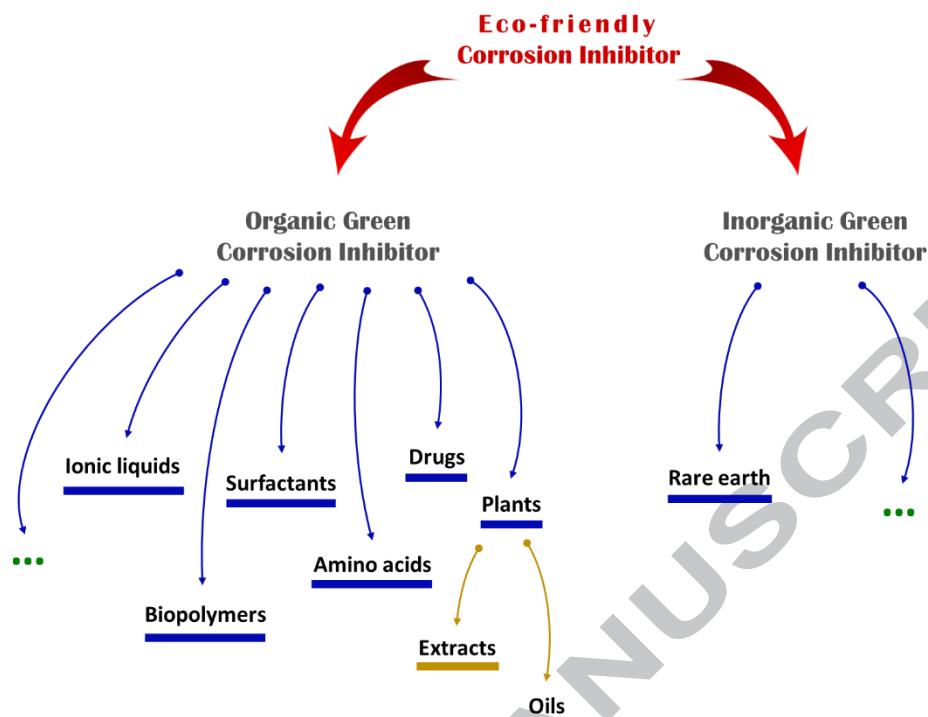 Eco-friendly
Corrosion Inhibitor
Organic Green
Corrosion Inhibitor
Inorganic Green
Corrosion Inhibitor
Ionic liquids
Surfactants
Drugs
Plants
Rare earth
...
...
Amino acids
Biopolymers
Extracts
Oils